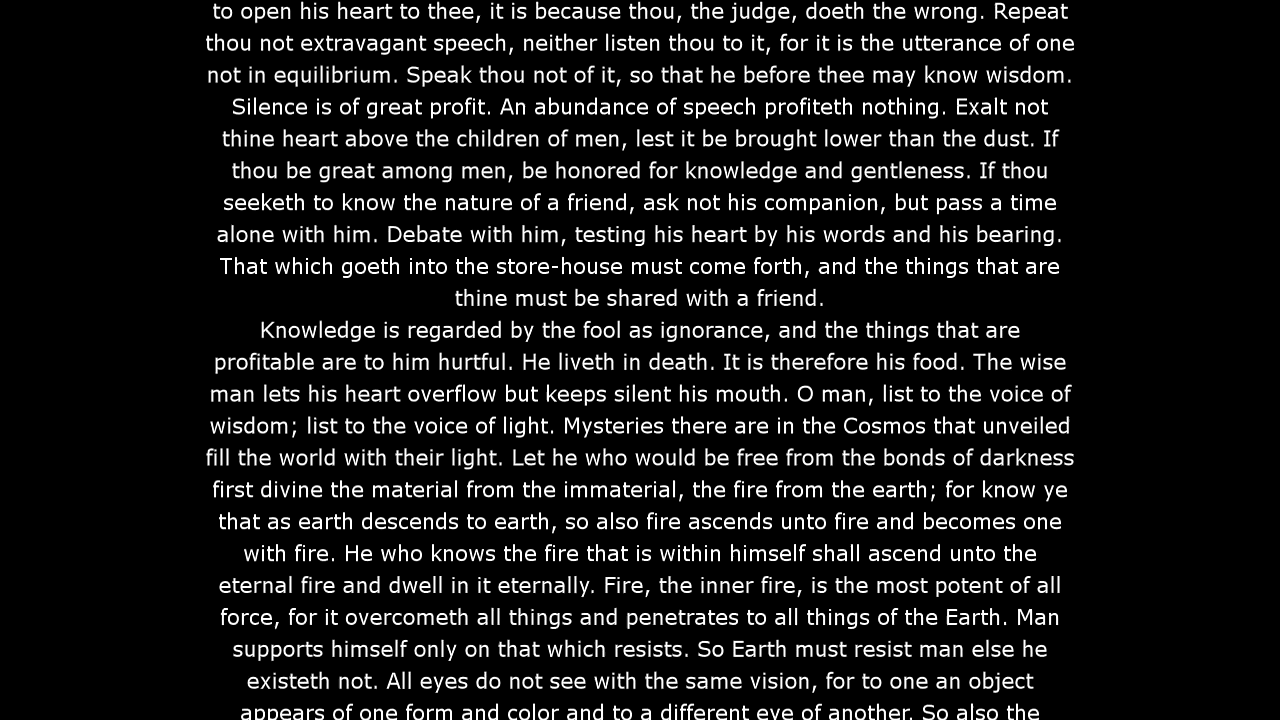 to open his heart to thee, it is because thou, the judge, doeth the wrong. Repeat
thou not extravagant speech, neither listen thou to it, for it is the utterance of one
not in equilibrium. Speak thou not of it, so that he before thee may know wisdom.
Silence is of great profit. An abundance of speech profiteth nothing. Exalt not
thine heart above the children of men, lest it be brought lower than the dust. If
thou be great among men, be honored for knowledge and gentleness. If thou
seeketh to know the nature of a friend, ask not his companion, but pass a time
alone with him. Debate with him, testing his heart by his words and his bearing.
That which goeth into the store-house must come forth, and the things that are
thine must be shared with a friend.
Knowledge is regarded by the fool as ignorance, and the things that are
profitable are to him hurtful. He liveth in death. It is therefore his food. The wise
man lets his heart overflow but keeps silent his mouth. O man, list to the voice of
wisdom; list to the voice of light. Mysteries there are in the Cosmos that unveiled
fill the world with their light. Let he who would be free from the bonds of darkness
first divine the material from the immaterial, the fire from the earth; for know ye
that as earth descends to earth, so also fire ascends unto fire and becomes one
with fire. He who knows the fire that is within himself shall ascend unto the
eternal fire and dwell in it eternally. Fire, the inner fire, is the most potent of all
force, for it overcometh all things and penetrates to all things of the Earth. Man
supports himself only on that which resists. So Earth must resist man else he
existeth not. All eyes do not see with the same vision, for to one an object
appears of one form and color and to a different eye of another. So also the